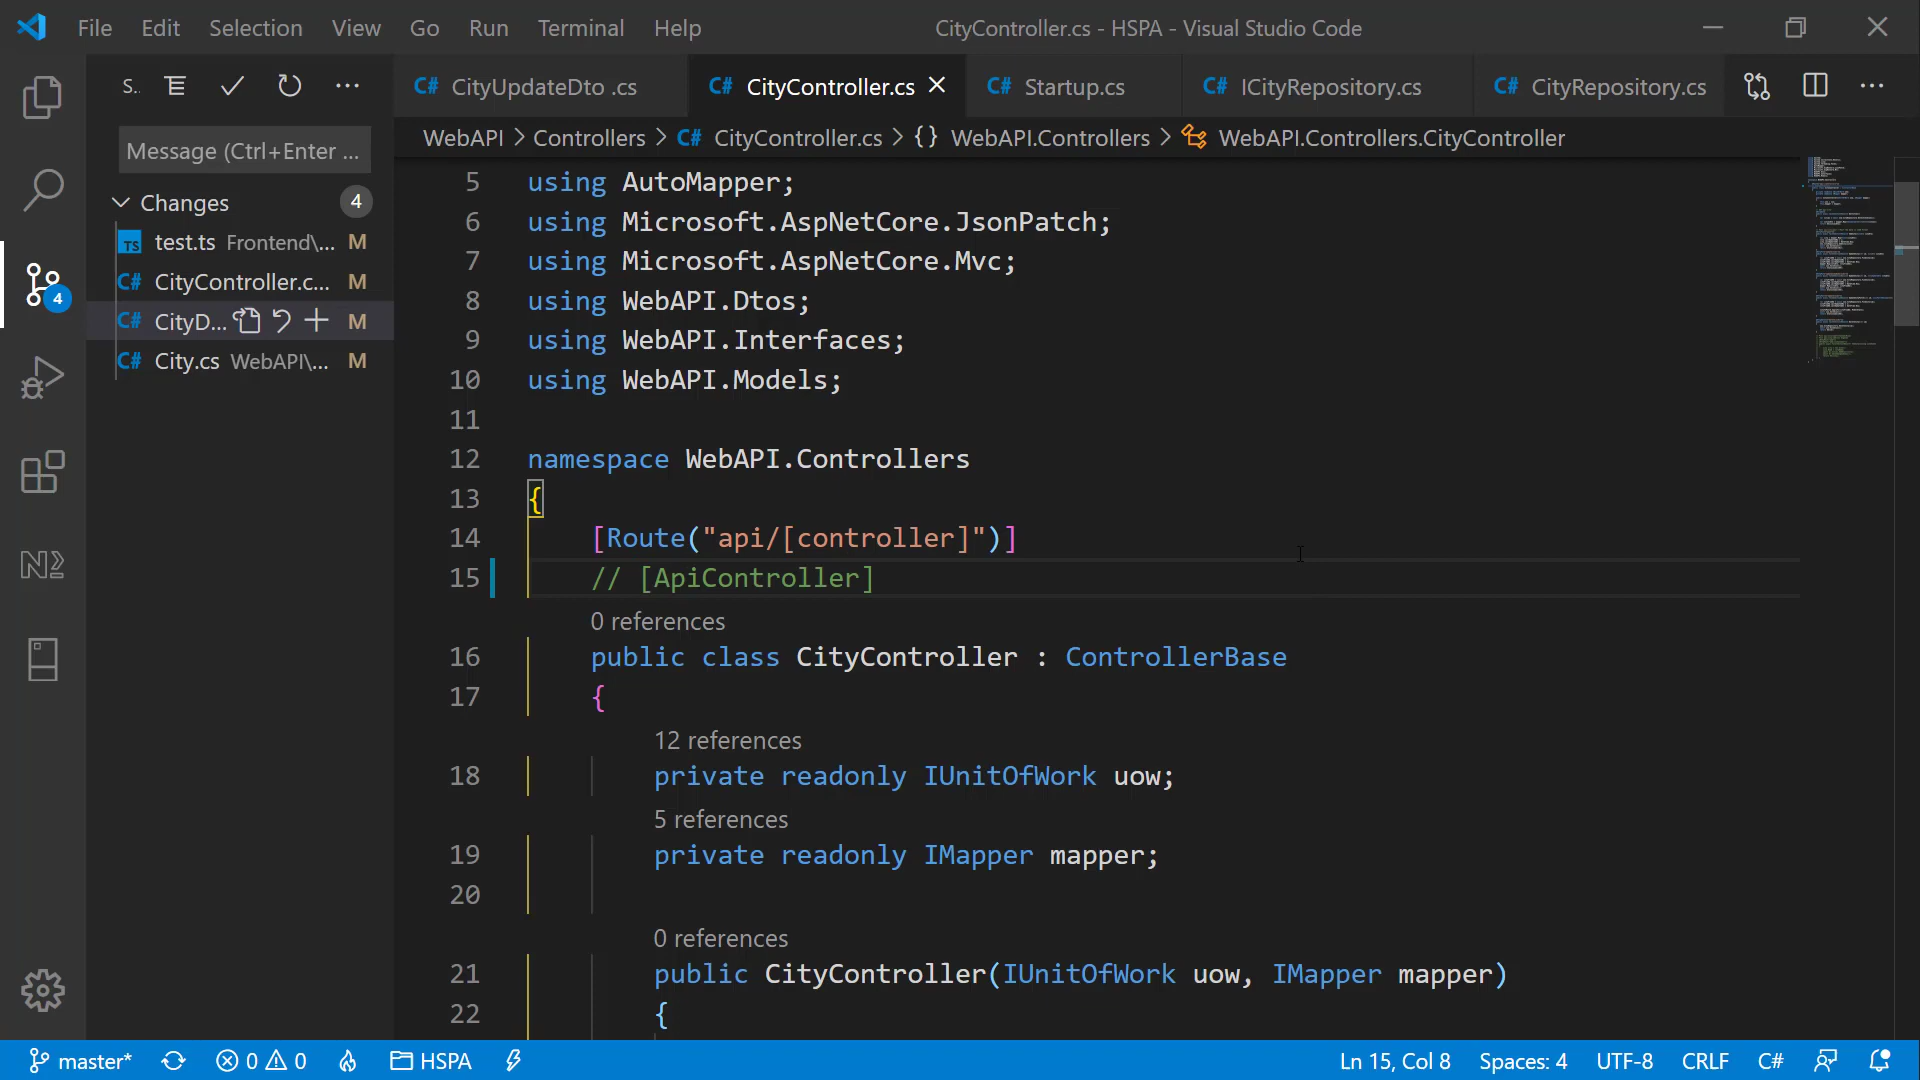 File Edit Selection View Go Run Terminal Help
CityController.cs - HSPA - Visual Studio Code
S..
CityUpdateDto .cs
CityController.cs
Startup.cs
ICityRepository.cs
CityRepository.cs
WebAPI > Controllers > CityController.cs > {} WebAPI.Controllers > WebAPI.Controllers.CityController
Message (Ctrl+Enter ...
Changes 4
TS test.ts Frontend\... M
C# CityController.c... M
C# CityD... M
C# City.cs WebAPI\... M
4
5 using AutoMapper;
6 using Microsoft.AspNetCore.JsonPatch;
7 using Microsoft.AspNetCore.Mvc;
8 using WebAPI.Dtos;
9 using WebAPI.Interfaces;
10 using WebAPI.Models;
11
12 namespace WebAPI.Controllers
13 {
14 [Route("api/[controller]")]
15 // [ApiController]
0 references
16 public class CityController : ControllerBase
17 {
12 references
18 private readonly IUnitOfWork uow;
5 references
19 private readonly IMapper mapper;
20
0 references
21 public CityController(IUnitOfWork uow, IMapper mapper)
22 {
master* 0 0 HSPA
Ln 15, Col 8 Spaces: 4 UTF-8 CRLF C#